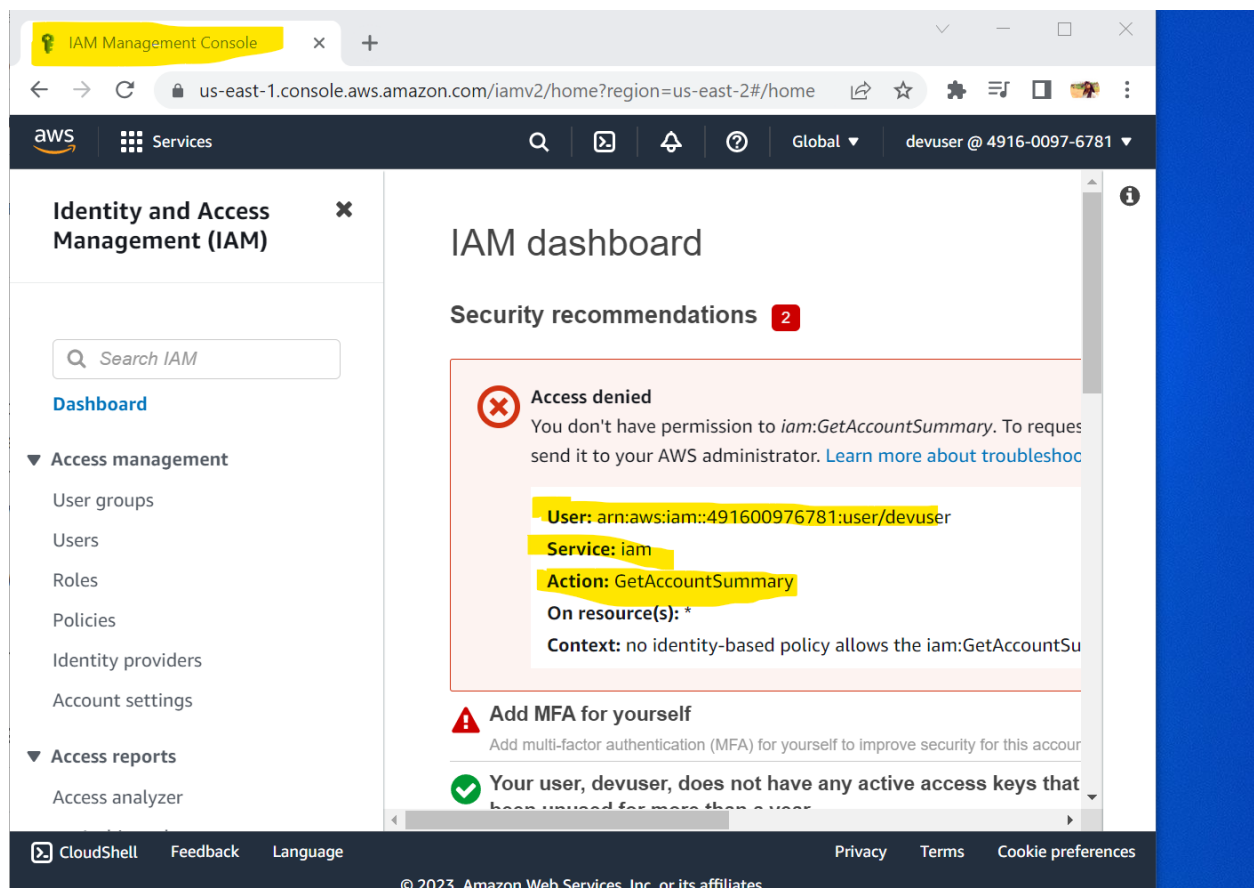 IAM Management Console
us-east-1.console.aws.amazon.com/iamv2/home?region=us-east-2#/home
aws
Services
Global
devuser @ 4916-0097-6781
Identity and Access
Management (IAM)
Search IAM
Dashboard
Access management
User groups
Users
Roles
Policies
Identity providers
Account settings
Access reports
Access analyzer
IAM dashboard
Security recommendations 2
Access denied
You don't have permission to iam:GetAccountSummary. To reques
send it to your AWS administrator. Learn more about troubleshoo
User: arn:aws:iam::491600976781:user/devuser
Service: iam
Action: GetAccountSummary
On resource(s): *
Context: no identity-based policy allows the iam:GetAccountSu
Add MFA for yourself
Add multi-factor authentication (MFA) for yourself to improve security for this accour
Your user, devuser, does not have any active access keys that
been unused for more than a year
CloudShell
Feedback
Language
Privacy
Terms
Cookie preferences
© 2023, Amazon Web Services, Inc. or its affiliates